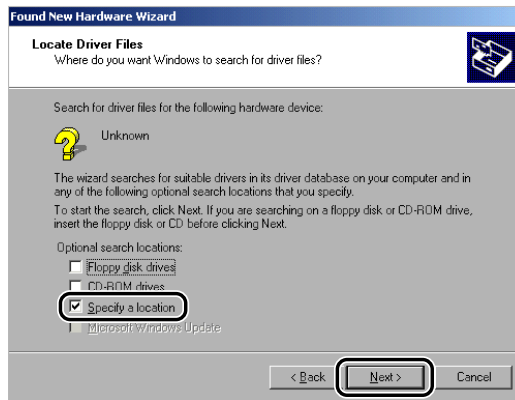 Found New Hardware Wizard
Locate Driver Files
Where do you want Windows to search for driver files?
Search for driver files for the following hardware device:
Unknown
The wizard searches for suitable drivers in its driver database on your computer and in
any of the following optional search locations that you specify.
To start the search, click Next. If you are searching on a floppy disk or CD-ROM drive,
insert the floppy disk or CD before clicking Next.
Optional search locations:
Floppy disk drives
CD-ROM drives
Specify a location
Microsoft Windows Update
< Back
Next >
Cancel